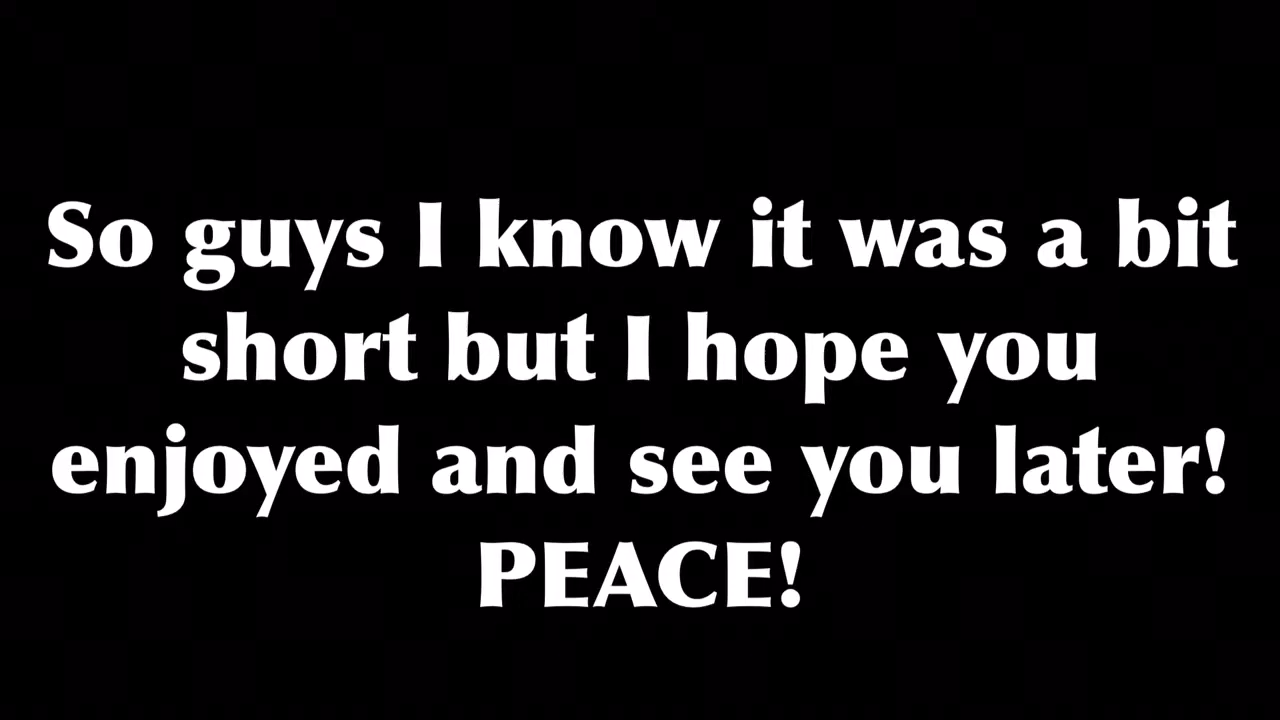 So guys I know it was a bit
short but I hope you
enjoyed and see you later!
PEACE!